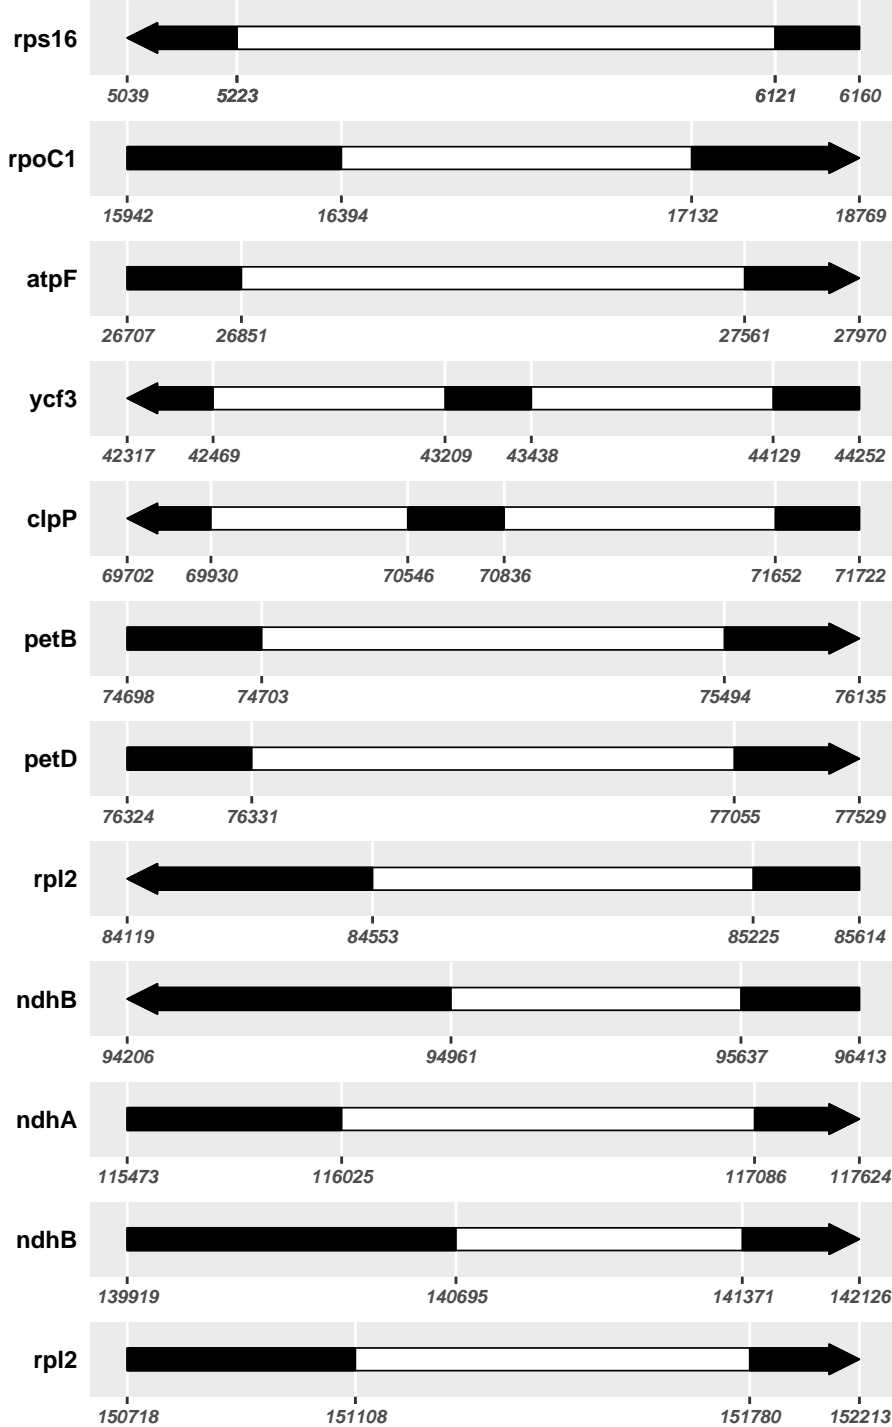 rps16
5039 5223 6121 6160
rpoC1
15942 16394 17132 18769
atpF
26707 26851 27561 27970
ycf3
42317 42469 43209 43438 44129 44252
clpP
69702 69930 70546 70836 71652 71722
petB
74698 74703 75494 76135
petD
76324 76331 77055 77529
rpl2
84119 84553 85225 85614
ndhB
94206 94961 95637 96413
ndhA
115473 116025 117086 117624
ndhB
139919 140695 141371 142126
rpl2
150718 151108 151780 152213